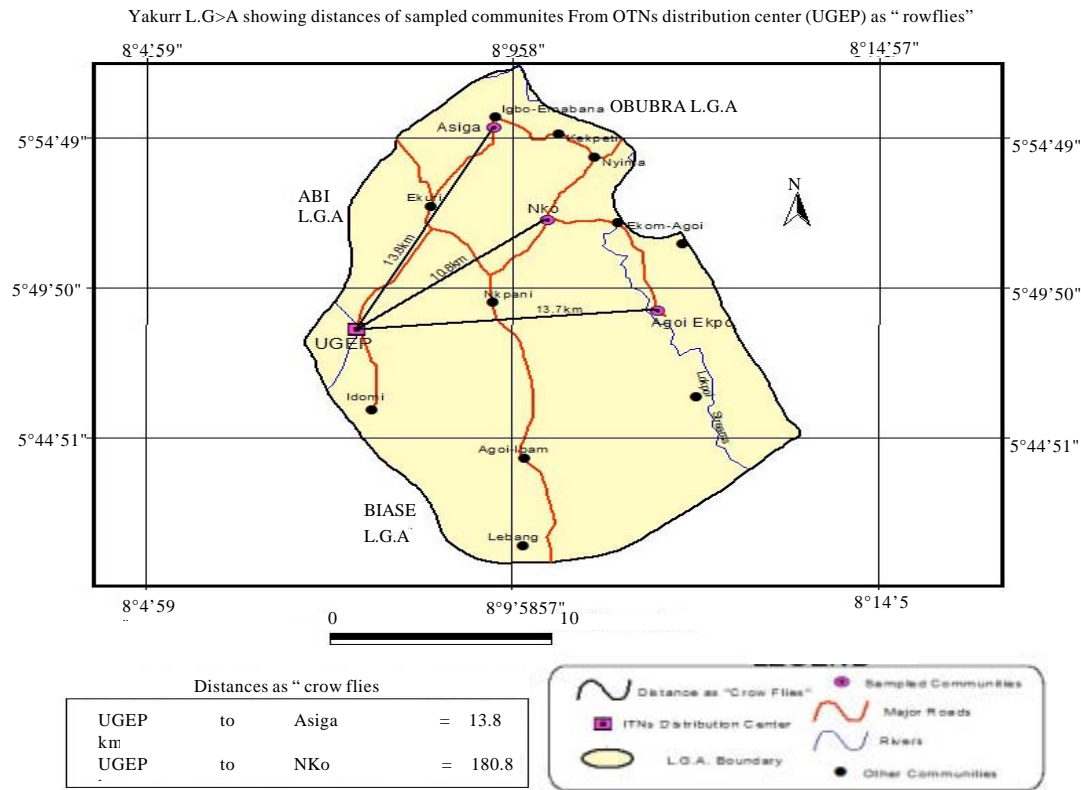 Yakurr L.G>A showing distances of sampled communites From OTNs distribution center (UGEP) as “ rowflies”
8°4'59" 8°958" 8°14'57"
Igbo-Emabana OBUBRA L.G.A
Asiga
5°54'49" Kekpeti 5°54'49"
Nyima
ABI
L.G.A
Ekuri
N
Nko
Ekom-Agoi
13.8km
10.8km
5°49'50" 5°49'50"
Nkpani
13.7km
UGEP
Agoi Ekpo
Idomi
Streams
5°44'51" 5°44'51"
Agoi-Ibam
BIASE
L.G.A
Lebang
8°4'59 8°9'5857" 8°14'5
0 10
Distances as “ crow flies
UGEP to Asiga = 13.8
km
UGEP to NKo = 180.8
LEGEND
Distance as "Crow Flies"
Sampled Communities
ITNs Distribution Center
Major Roads
Rivers
L.G.A. Boundary
Other Communities